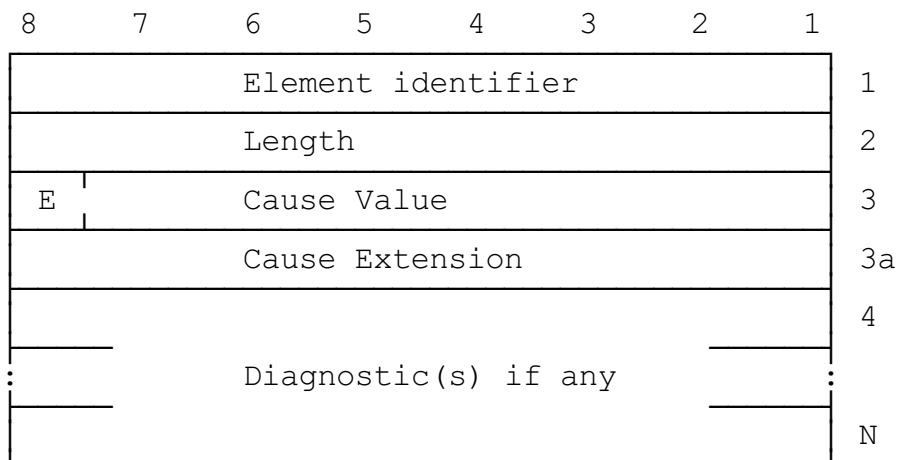 8 7 6 5 4 3 2 1
Element identifier 1
Length 2
E Cause Value 3
Cause Extension 3a
4
: Diagnostic(s) if any :
N